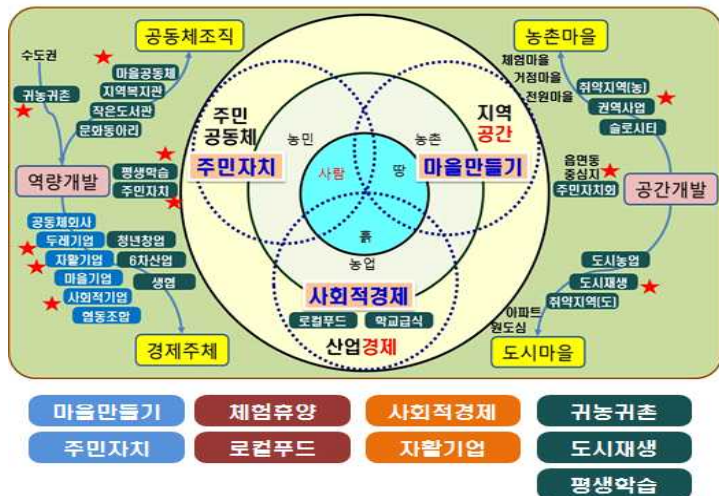 공동체조직
농촌마을
수도권
귀농귀촌
마을공동체
지역복지관
작은도서관
문화동아리
역량개발
평생학습
주민자치
공동체회사
두레기업
자활기업
마을기업
사회적기업
협동조합
청년창업
6차산업
생협
경제주체
주민
공동체
주민자치
농민
사람
농촌
땅
지역
공간
마을만들기
흙
농업
사회적경제
로컬푸드
학교급식
산업경제
체험마을
거점마을
전원마을
취약지역(농)
권역사업
슬로시티
읍면동
중심지
주민자치회
공간개발
도시농업
도시재생
취약지역(도)
아파트
원도심
도시마을
마을만들기
체험휴양
사회적경제
귀농귀촌
주민자치
로컬푸드
자활기업
도시재생
평생학습